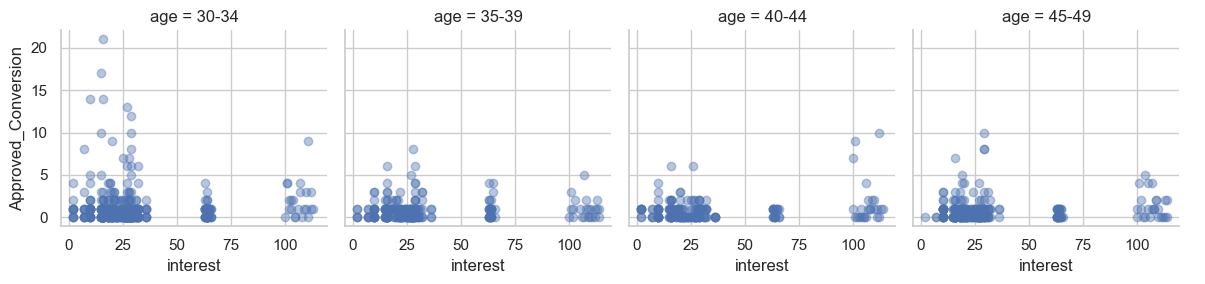 age = 30-34 age = 35-39 age = 40-44 age = 45-49
Approved_Conversion
20
15
10
5
0
0 25 50 75 100 0 25 50 75 100 0 25 50 75 100 0 25 50 75 100
interest interest interest interest